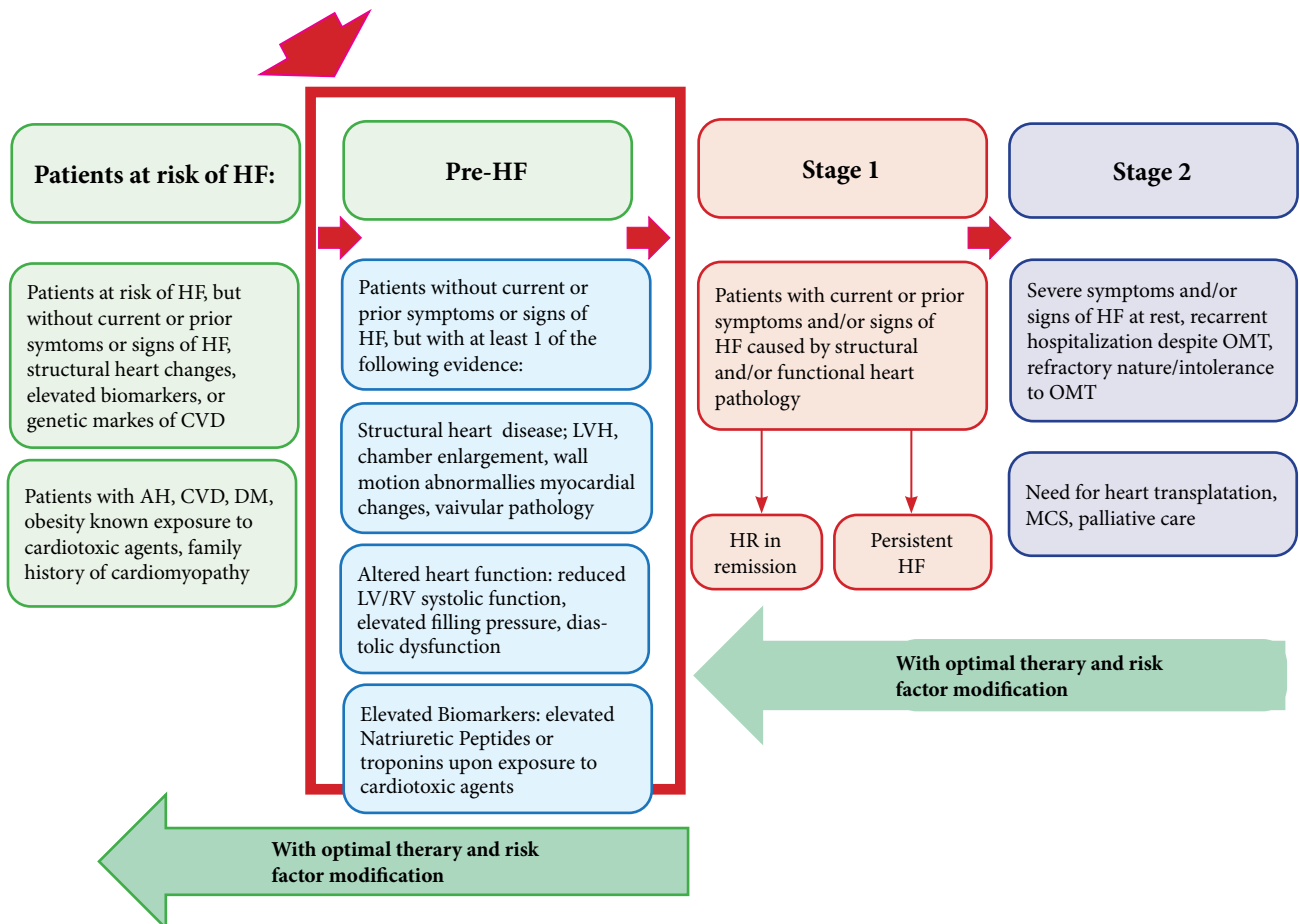 Patients at risk of HF:
Patients at risk of HF, but
without current or prior
symtoms or signs of HF,
structural heart changes,
elevated biomarkers, or
genetic markes of CVD
Patients with AH, CVD, DM,
obesity known exposure to
cardiotoxic agents, family
history of cardiomyopathy
Pre-HF
Patients without current or
prior symptoms or signs of
HF, but with at least 1 of the
following evidence:
Structural heart disease; LVH,
chamber enlargement, wall
motion abnormallies myocardial
changes, vaivular pathology
Altered heart function: reduced
LV/RV systolic function,
elevated filling pressure, dias-
tolic dysfunction
Elevated Biomarkers: elevated
Natriuretic Peptides or
troponins upon exposure to
cardiotoxic agents
Stage 1
Patients with current or prior
symptoms and/or signs of
HF caused by structural
and/or functional heart
pathology
HR in
remission
Persistent
HF
Stage 2
Severe symptoms and/or
signs of HF at rest, recarrent
hospitalization despite OMT,
refractory nature/intolerance
to OMT
Need for heart transplatation,
MCS, palliative care
With optimal therary and risk
factor modification
With optimal therary and risk
factor modification